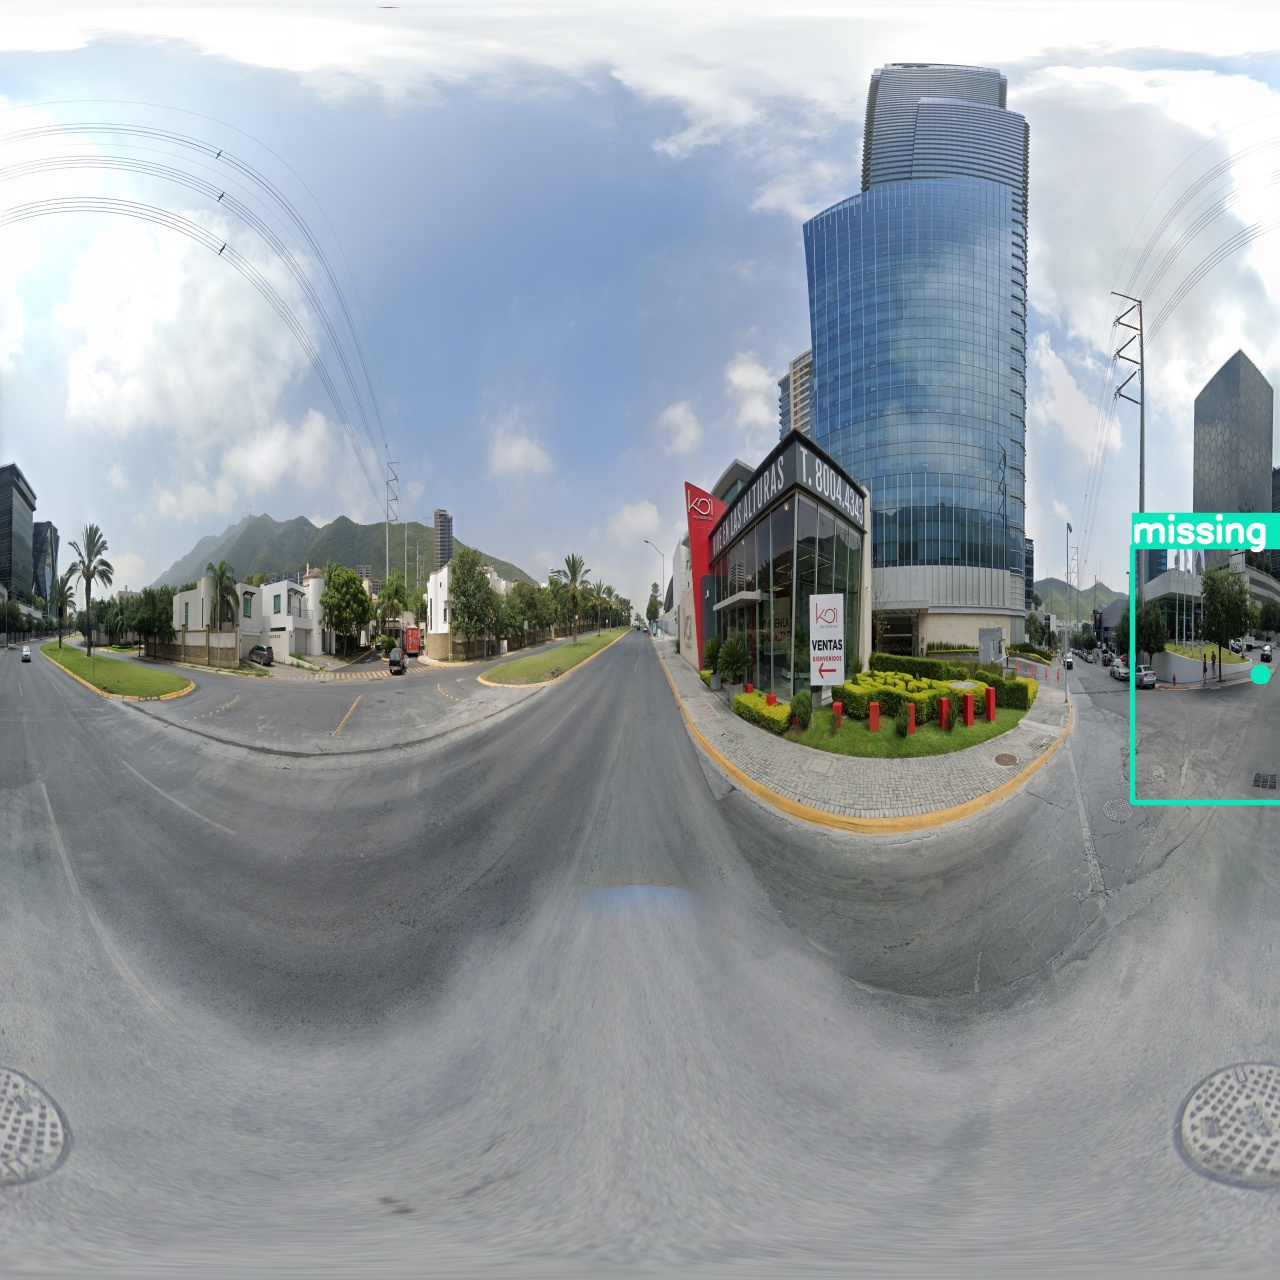 missing
KOI
VIVE EN LAS ALTURAS
T. 8004.4343
KOI
VENTAS
BIENVENIDOS